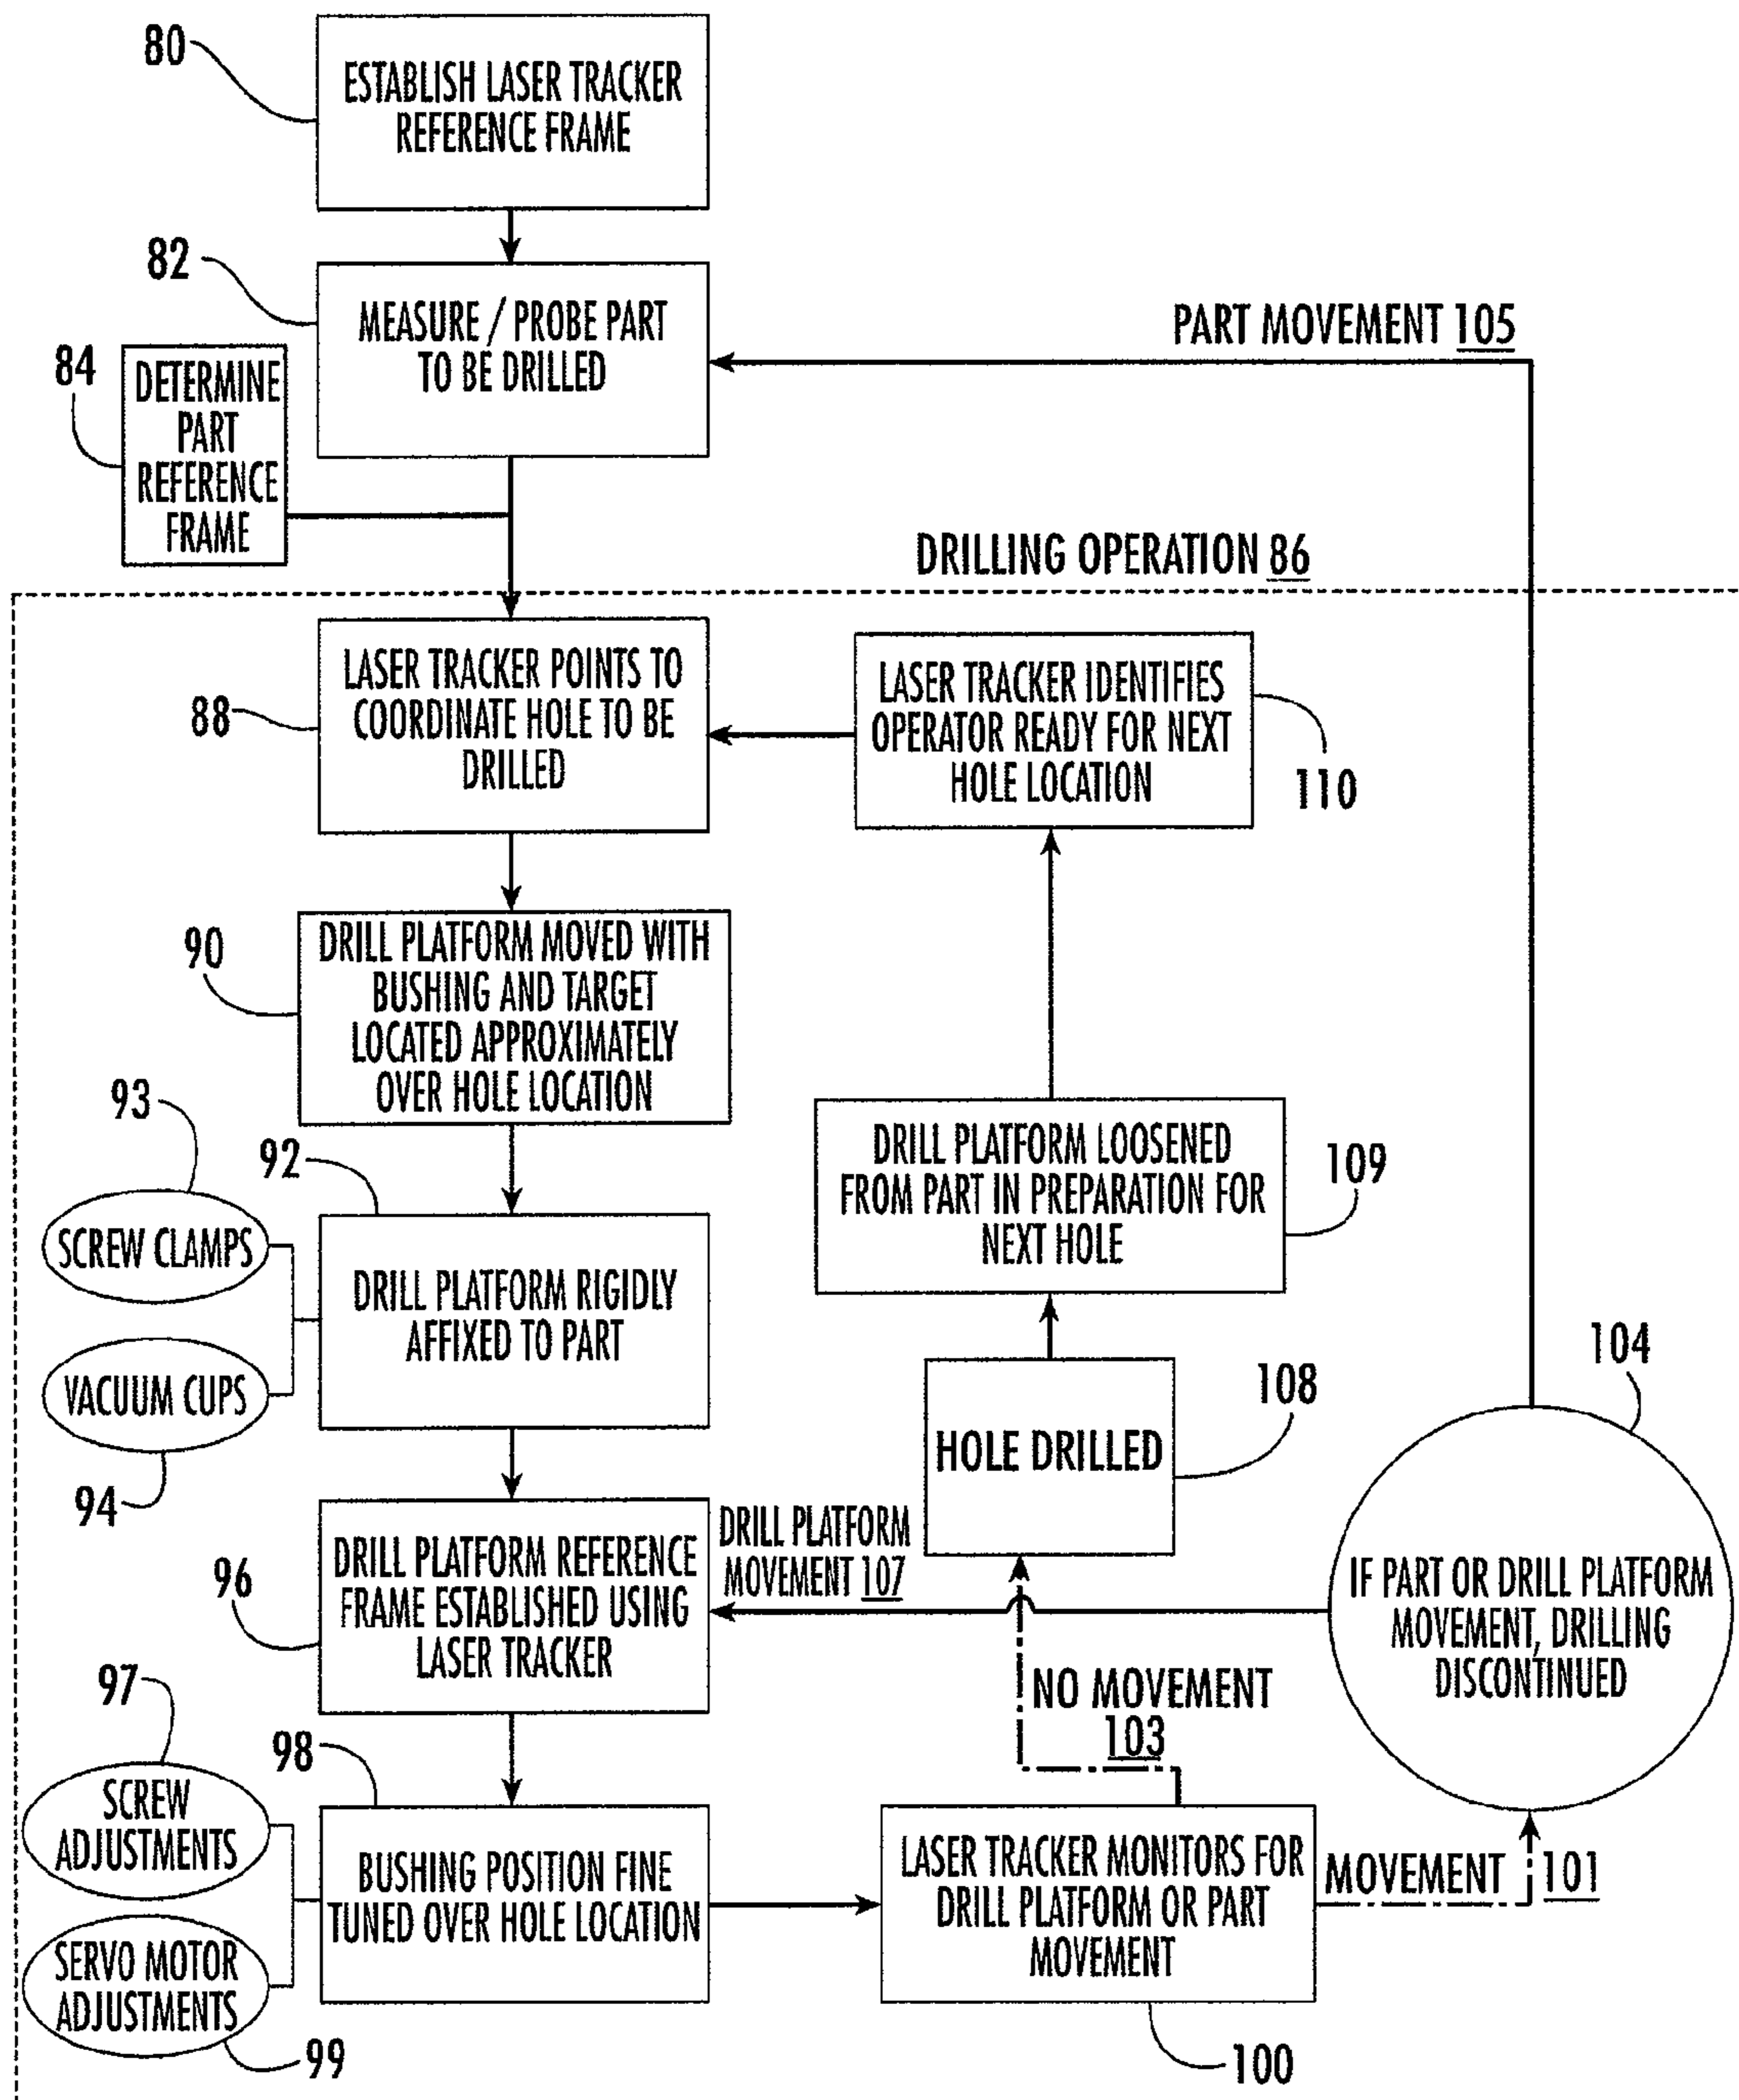 80
ESTABLISH LASER TRACKER
REFERENCE FRAME
82
MEASURE / PROBE PART
TO BE DRILLED
PART MOVEMENT 105
84
DETERMINE
PART
REFERENCE
FRAME
DRILLING OPERATION 86
88
LASER TRACKER POINTS TO
COORDINATE HOLE TO BE
DRILLED
LASER TRACKER IDENTIFIES
OPERATOR READY FOR NEXT
HOLE LOCATION
110
90
DRILL PLATFORM MOVED WITH
BUSHING AND TARGET
LOCATED APPROXIMATELY
OVER HOLE LOCATION
93
SCREW CLAMPS
92
DRILL PLATFORM RIGIDLY
AFFIXED TO PART
VACUUM CUPS
94
DRILL PLATFORM LOOSENED
FROM PART IN PREPARATION FOR
NEXT HOLE
109
HOLE DRILLED
108
104
IF PART OR DRILL PLATFORM
MOVEMENT, DRILLING
DISCONTINUED
96
DRILL PLATFORM REFERENCE
FRAME ESTABLISHED USING
LASER TRACKER
DRILL PLATFORM
MOVEMENT 107
NO MOVEMENT
103
97
SCREW
ADJUSTMENTS
98
BUSHING POSITION FINE
TUNED OVER HOLE LOCATION
SERVO MOTOR
ADJUSTMENTS
99
LASER TRACKER MONITORS FOR
DRILL PLATFORM OR PART
MOVEMENT
100
MOVEMENT 101